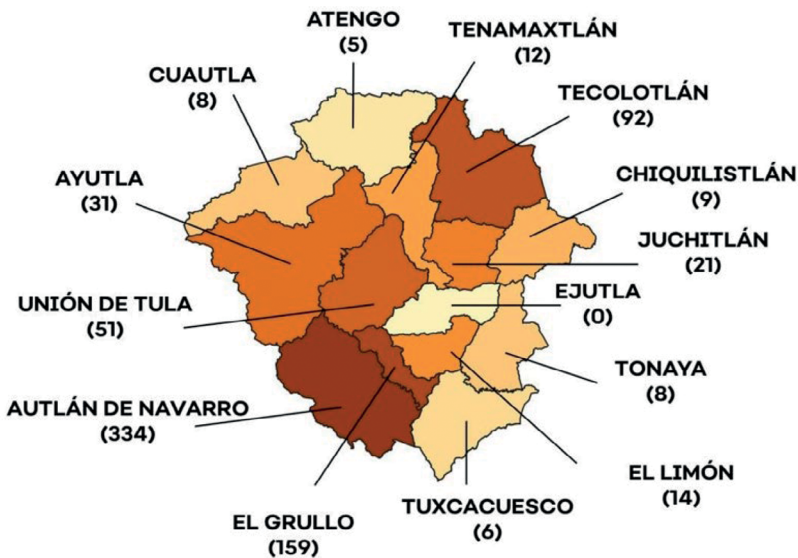 ATENGO
(5)
TENAMAXTLÁN
(12)
CUAUTLA
(8)
TECOLOTLÁN
(92)
AYUTLA
(31)
CHIQUILISTLÁN
(9)
JUCHITLÁN
(21)
UNIÓN DE TULA
(51)
EJUTLA
(0)
TONAYA
(8)
AUTLÁN DE NAVARRO
(334)
EL LIMÓN
(14)
TUXCACUESCO
(6)
EL GRULLO
(159)